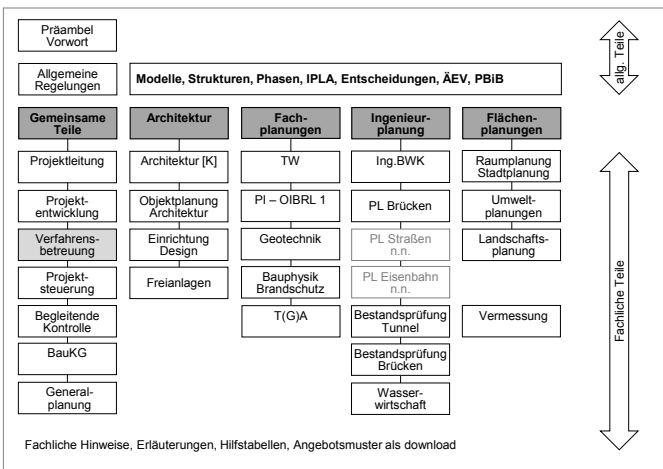 Präambel
Vorwort
Allgemeine
Regelungen
Modelle, Strukturen, Phasen, IPLA, Entscheidungen, ÄEV, PBiB
allg. Teile
Gemeinsame
Teile
Architektur
Fach-
planungen
Ingenieur-
planung
Flächen-
planungen
Projektleitung
Architektur [K]
TW
Ing.BWK
Raumplanung
Stadtplanung
Projekt-
entwicklung
Objektplanung
Architektur
PI – OIBRL 1
PL Brücken
Umwelt-
planungen
Verfahrens-
betreuung
Einrichtung
Design
Geotechnik
PL Straßen
n.n.
Landschafts-
planung
Projekt-
steuerung
Freianlagen
Bauphysik
Brandschutz
PL Eisenbahn
n.n.
Begleitende
Kontrolle
T(G)A
Bestandsprüfung
Tunnel
Vermessung
BauKG
Bestandsprüfung
Brücken
General-
planung
Wasser-
wirtschaft
Fachliche Teile
Fachliche Hinweise, Erläuterungen, Hilfstabellen, Angebotsmuster als download